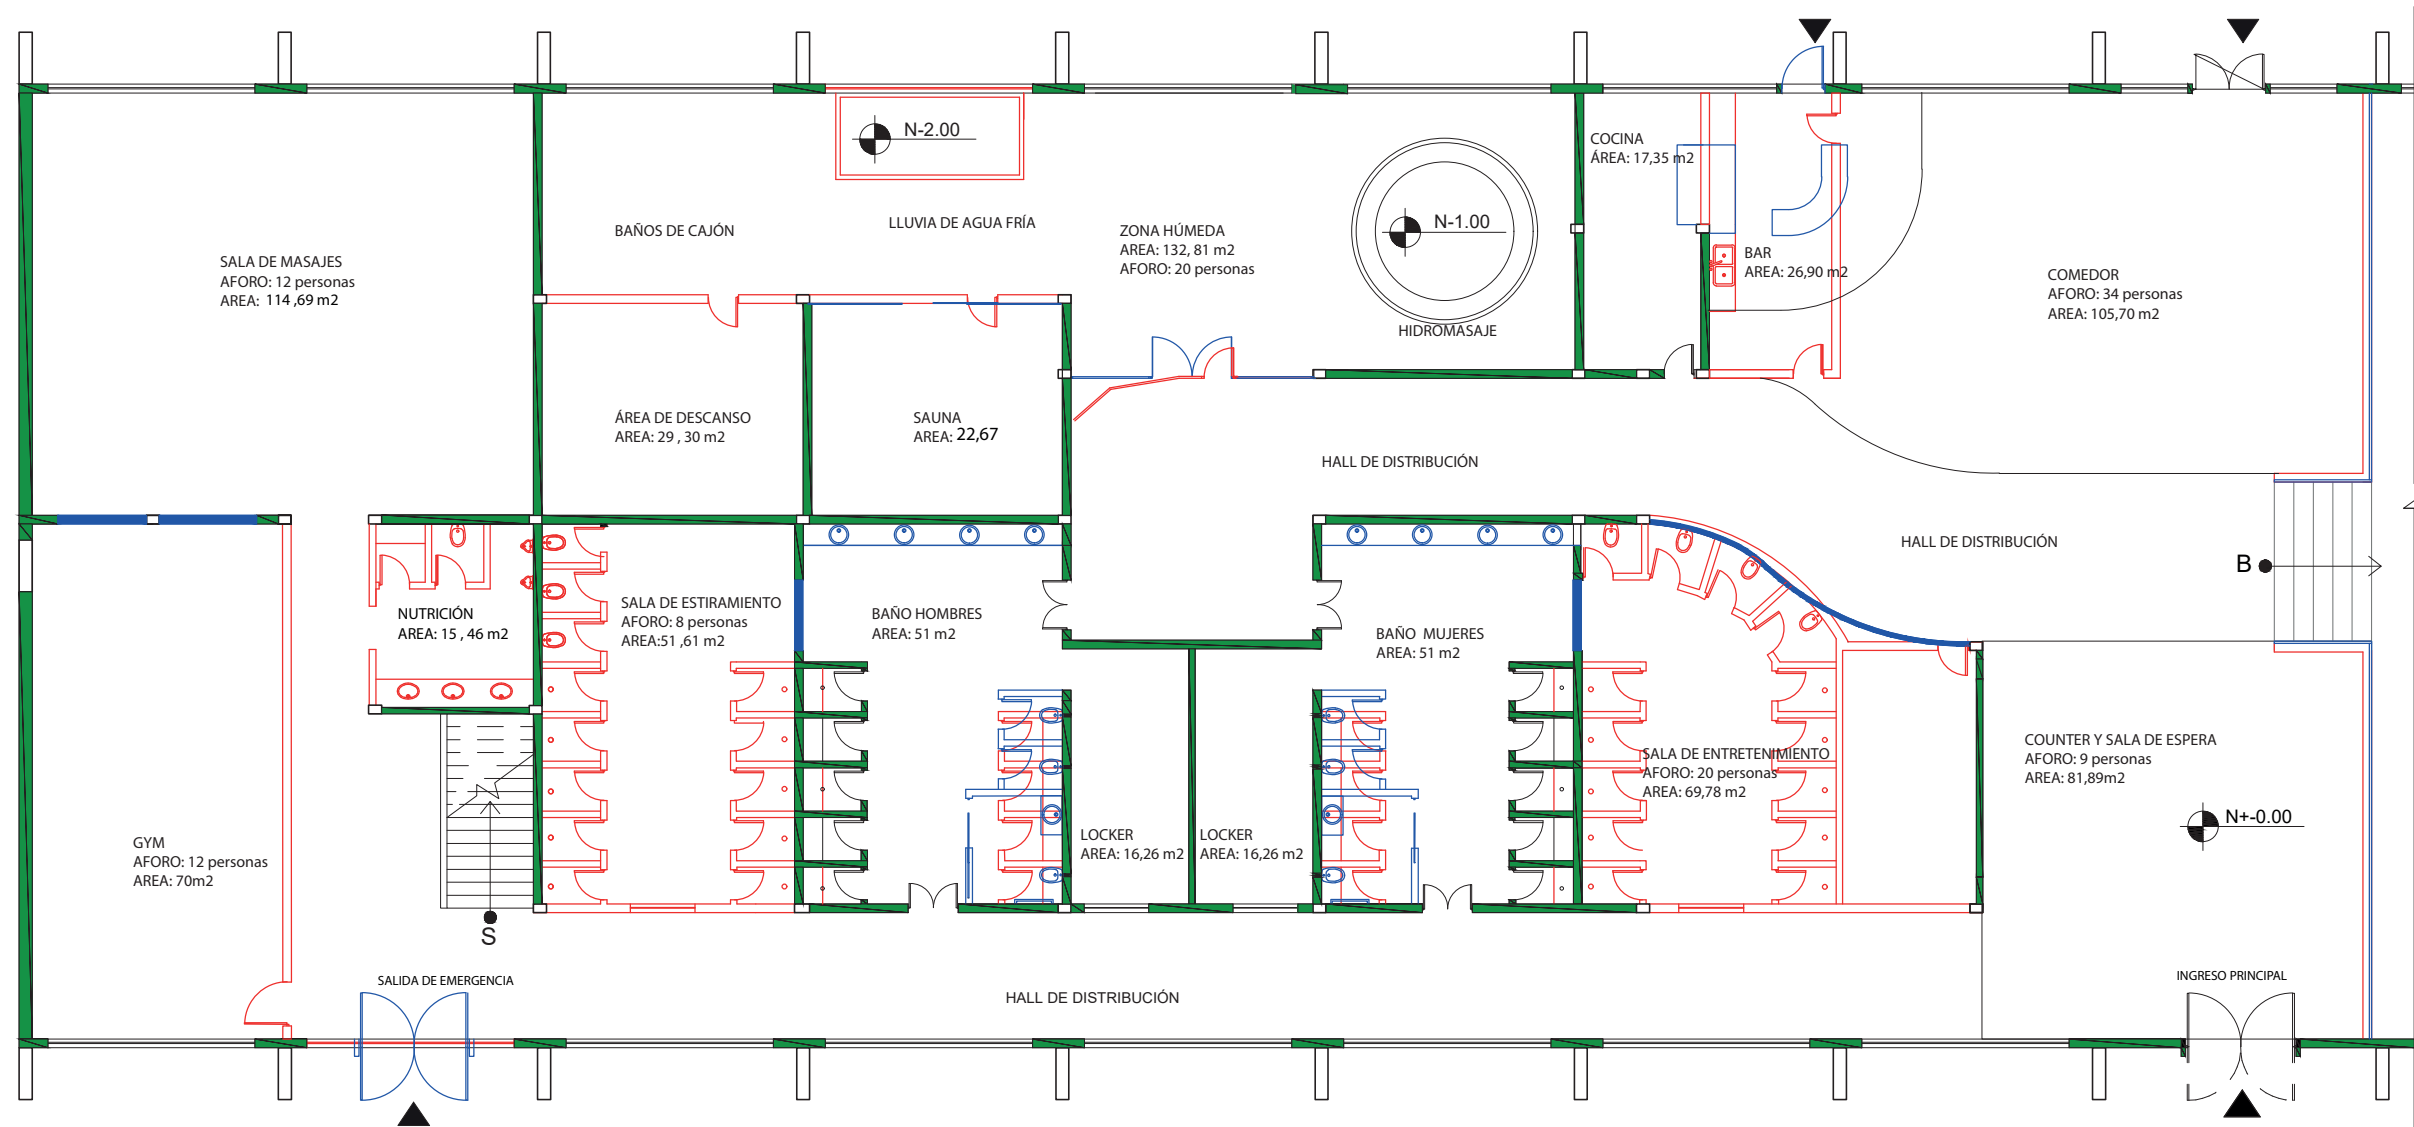 N-2.00
COCINA
ÁREA: 17,35 m2
BAÑOS DE CAJÓN
LLUVIA DE AGUA FRÍA
ZONA HÚMEDA
AREA: 132, 81 m2
AFORO: 20 personas
N-1.00
HIDROMASAJE
BAR
AREA: 26,90 m2
SALA DE MASAJES
AFORO: 12 personas
AREA: 114 ,69 m2
COMEDOR
AFORO: 34 personas
AREA: 105,70 m2
ÁREA DE DESCANSO
AREA: 29 , 30 m2
SAUNA
AREA: 22,67
HALL DE DISTRIBUCIÓN
HALL DE DISTRIBUCIÓN
B
NUTRICIÓN
AREA: 15 , 46 m2
SALA DE ESTIRAMIENTO
AFORO: 8 personas
AREA:51 ,61 m2
BAÑO HOMBRES
AREA: 51 m2
BAÑO MUJERES
AREA: 51 m2
SALA DE ENTRETENIMIENTO
AFORO: 20 personas
AREA: 69,78 m2
COUNTER Y SALA DE ESPERA
AFORO: 9 personas
AREA: 81,89m2
N+-0.00
GYM
AFORO: 12 personas
AREA: 70m2
LOCKER
AREA: 16,26 m2
LOCKER
AREA: 16,26 m2
S
SALIDA DE EMERGENCIA
HALL DE DISTRIBUCIÓN
INGRESO PRINCIPAL